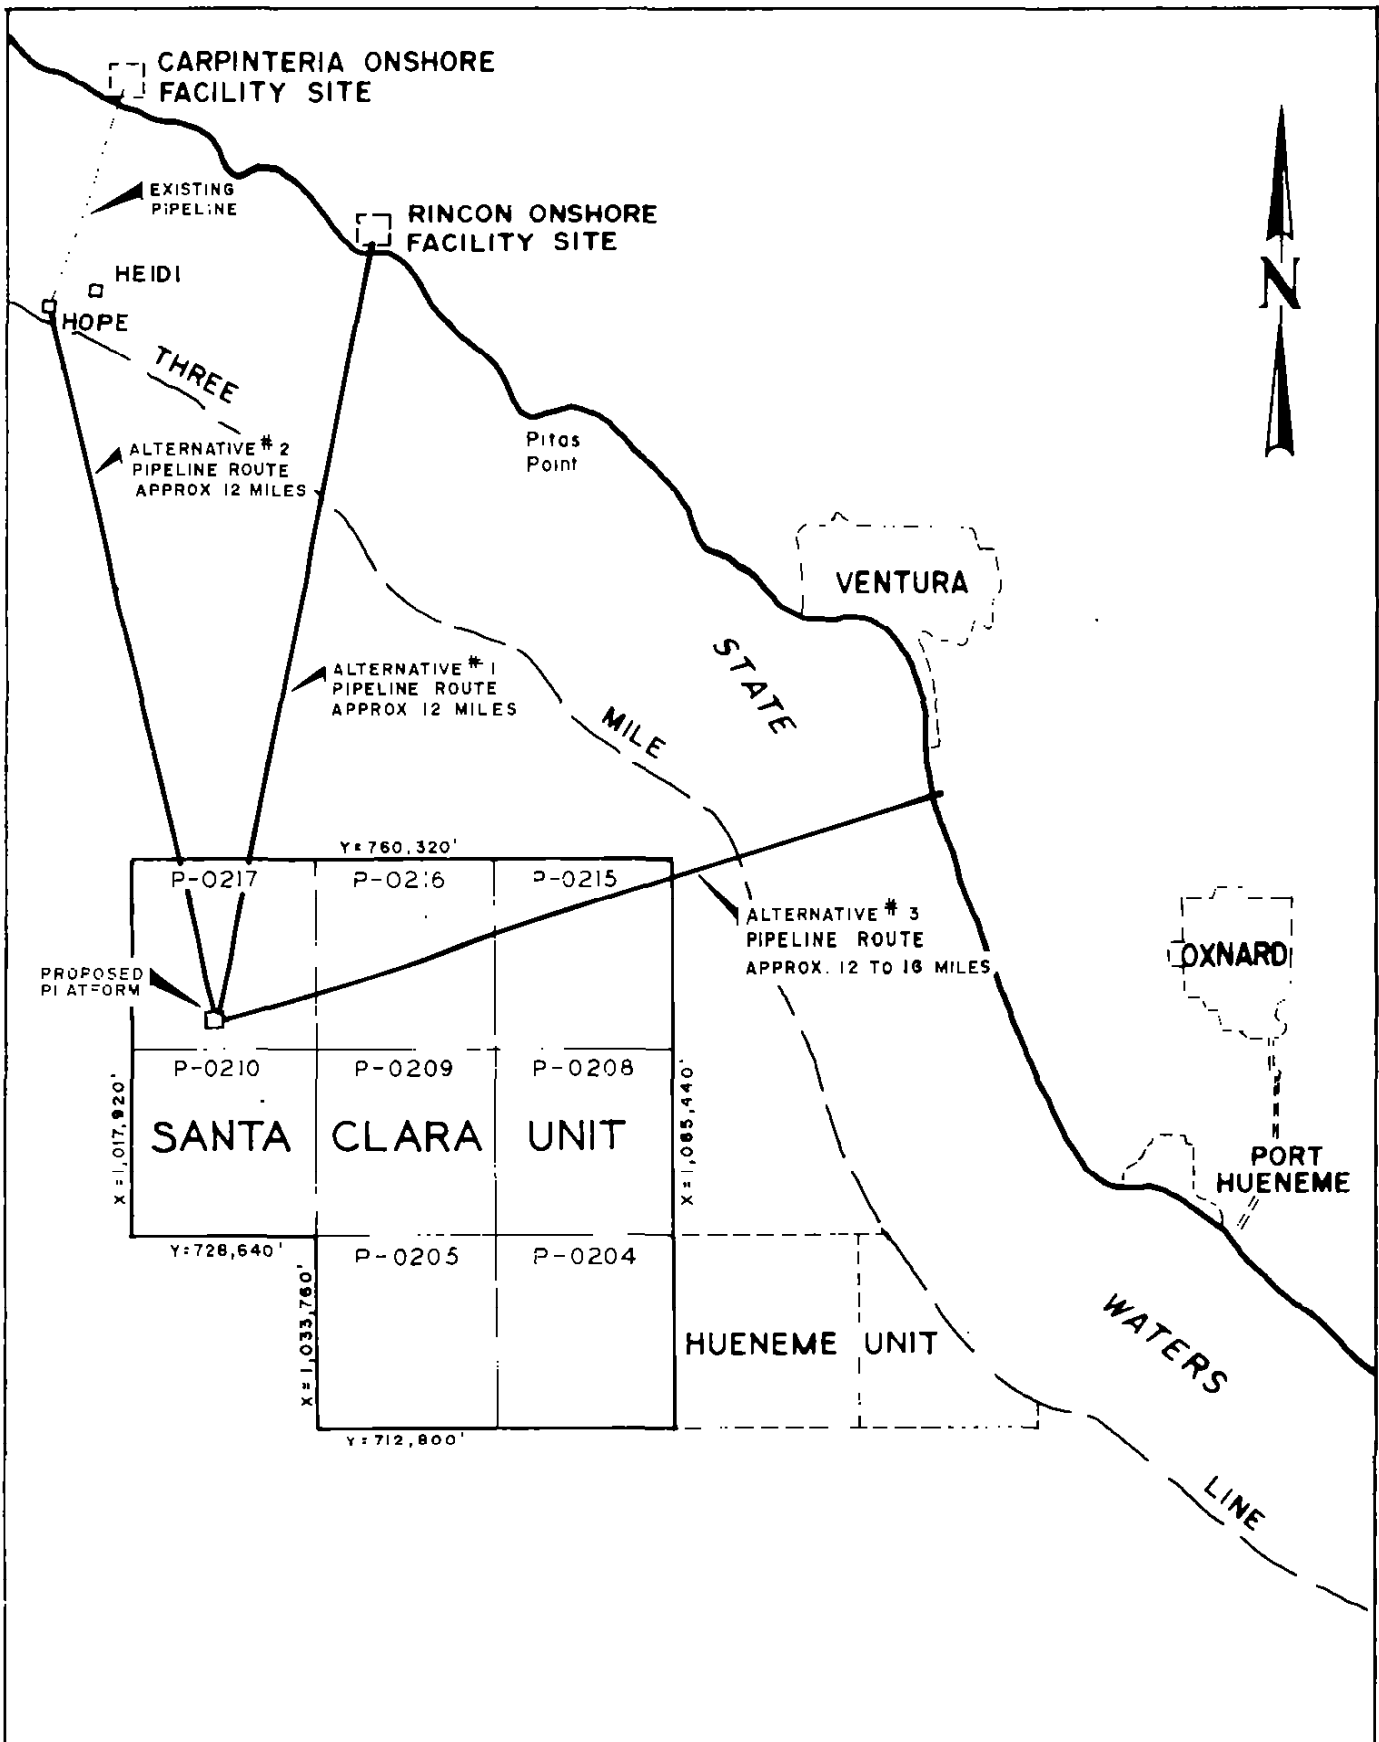 CARPINTERIA ONSHORE
FACILITY SITE
EXISTING
PIPELINE
RINCON ONSHORE
FACILITY SITE
HEIDI
HOPE
N
THREE
ALTERNATIVE # 2
PIPELINE ROUTE
APPROX 12 MILES
Pitas
Point
VENTURA
STATE
ALTERNATIVE # 1
PIPELINE ROUTE
APPROX 12 MILES
MILE
Y=760,320'
P-0217
P-0216
P-0215
ALTERNATIVE # 3
PIPELINE ROUTE
APPROX. 12 TO 16 MILES
OXNARD
PROPOSED
PLATFORM
P-0210
P-0209
P-0208
X=1,017,920'
SANTA CLARA UNIT
X=1,065,440'
PORT
HUENEME
Y=728,640'
P-0205
P-0204
X=1,033,760'
HUENEME UNIT
WATERS
Y=712,800'
LINE